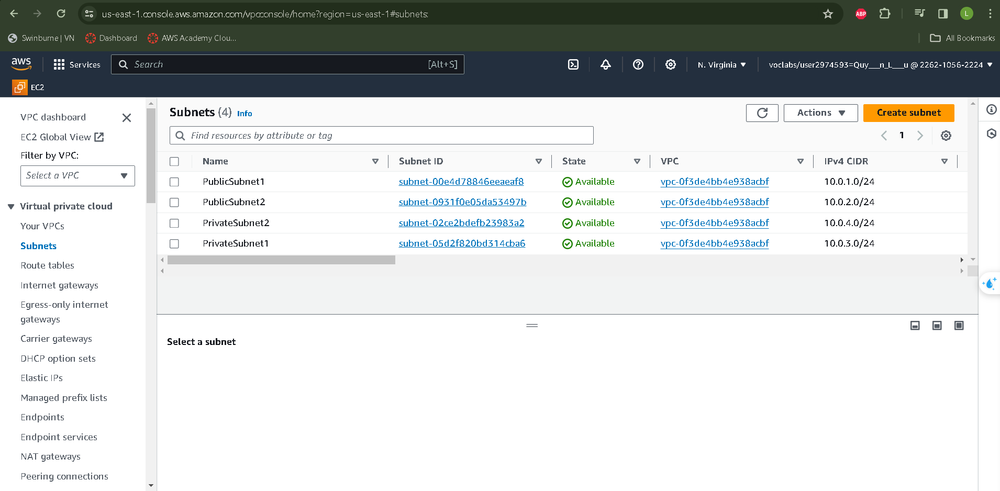 us-east-1.console.aws.amazon.com/vpcconsole/home?region=us-east-1#subnets:
ABP
L
Swinburne | VN
Dashboard
AWS Academy Clou...
All Bookmarks
aws
Services
Search
[Alt+S]
N. Virginia
voclabs/user2974593=Quy___n_L___u @ 2262-1056-2224
EC2
VPC dashboard
EC2 Global View
Filter by VPC:
Select a VPC
Virtual private cloud
Your VPCs
Subnets
Route tables
Internet gateways
Egress-only internet
gateways
Carrier gateways
DHCP option sets
Elastic IPs
Managed prefix lists
Endpoints
Endpoint services
NAT gateways
Peering connections
Subnets (4) Info
Actions
Create subnet
Find resources by attribute or tag
1
Name Subnet ID State VPC IPv4 CIDR
PublicSubnet1 subnet-00e4d78846eeaeaf8 Available vpc-0f3de4bb4e938acbf 10.0.1.0/24
PublicSubnet2 subnet-0931f0e05da53497b Available vpc-0f3de4bb4e938acbf 10.0.2.0/24
PrivateSubnet2 subnet-02ce2bdefb23983a2 Available vpc-0f3de4bb4e938acbf 10.0.4.0/24
PrivateSubnet1 subnet-05d2f820bd314cba6 Available vpc-0f3de4bb4e938acbf 10.0.3.0/24
Select a subnet